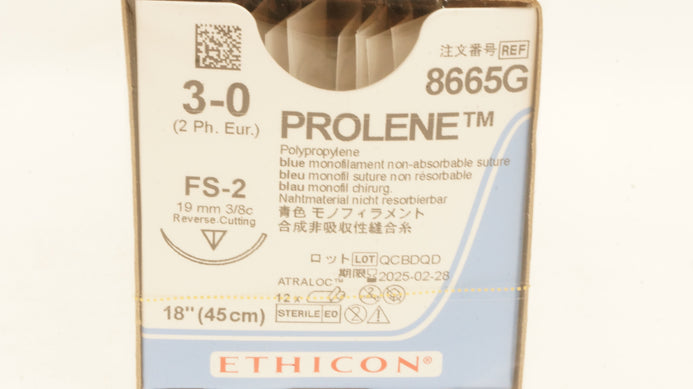 注文番号 REF
8665G
3-0
(2 Ph. Eur.)
PROLENE™
Polypropylene
blue monofilament non-absorbable suture
bleu monofil suture non résorbable
blau monofil chirurg.
Nahtmaterial nicht resorbierbar
青色 モノフィラメント
合成非吸収性縫合糸
FS-2
19 mm 3/8c
Reverse Cutting
ロット LOT QCBDQD
期限 2025-02-28
ATRALOC™
12 x
STERILE EO
18" (45cm)
ETHICON®